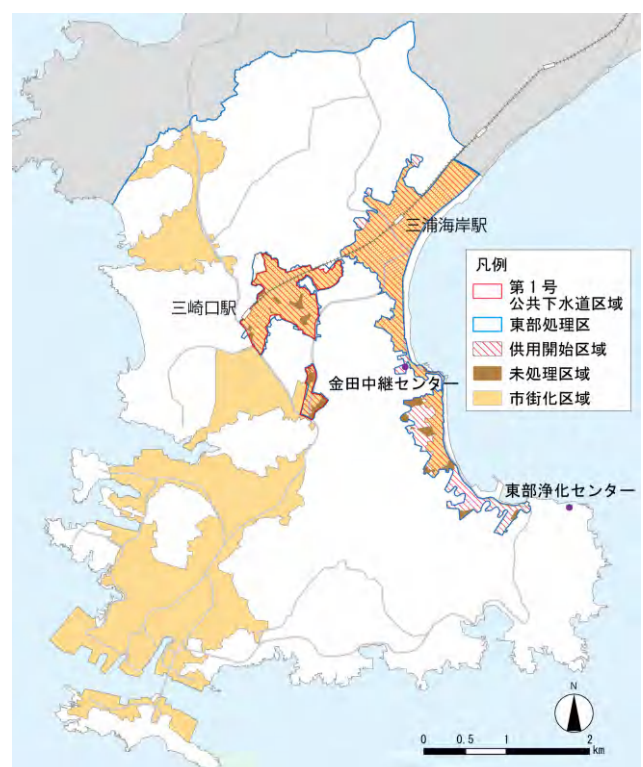 三浦海岸駅
三崎口駅
凡例
第1号
公共下水道区域
東部処理区
供用開始区域
未処理区域
市街化区域
金田中継センター
東部浄化センター
N
0 0.5 1 2
km